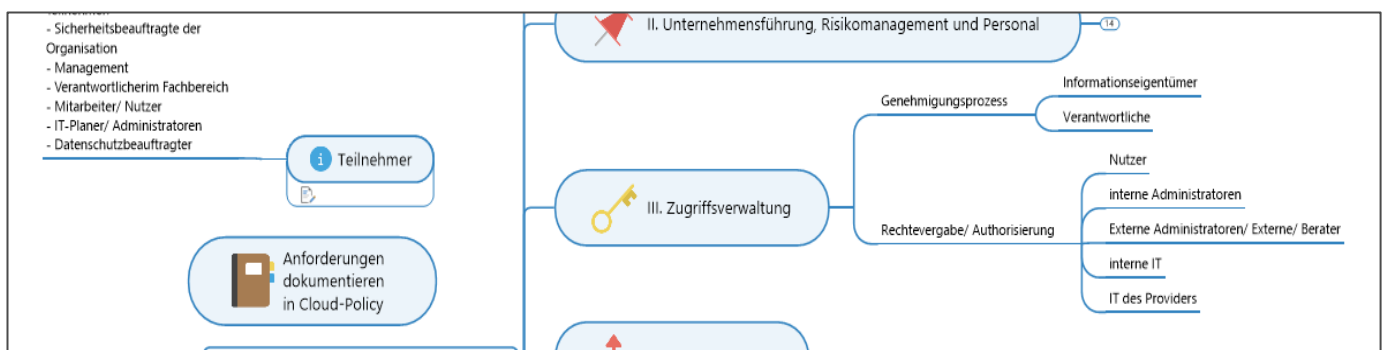 - Sicherheitsbeauftragte der
Organisation
- Management
- Verantwortlicherim Fachbereich
- Mitarbeiter/ Nutzer
- IT-Planer/ Administratoren
- Datenschutzbeauftragter
Teilnehmer
Anforderungen
dokumentieren
in Cloud-Policy
II. Unternehmensführung, Risikomanagement und Personal
14
III. Zugriffsverwaltung
Genehmigungsprozess
Informationseigentümer
Verantwortliche
Rechtevergabe/ Authorisierung
Nutzer
interne Administratoren
Externe Administratoren/ Externe/ Berater
interne IT
IT des Providers